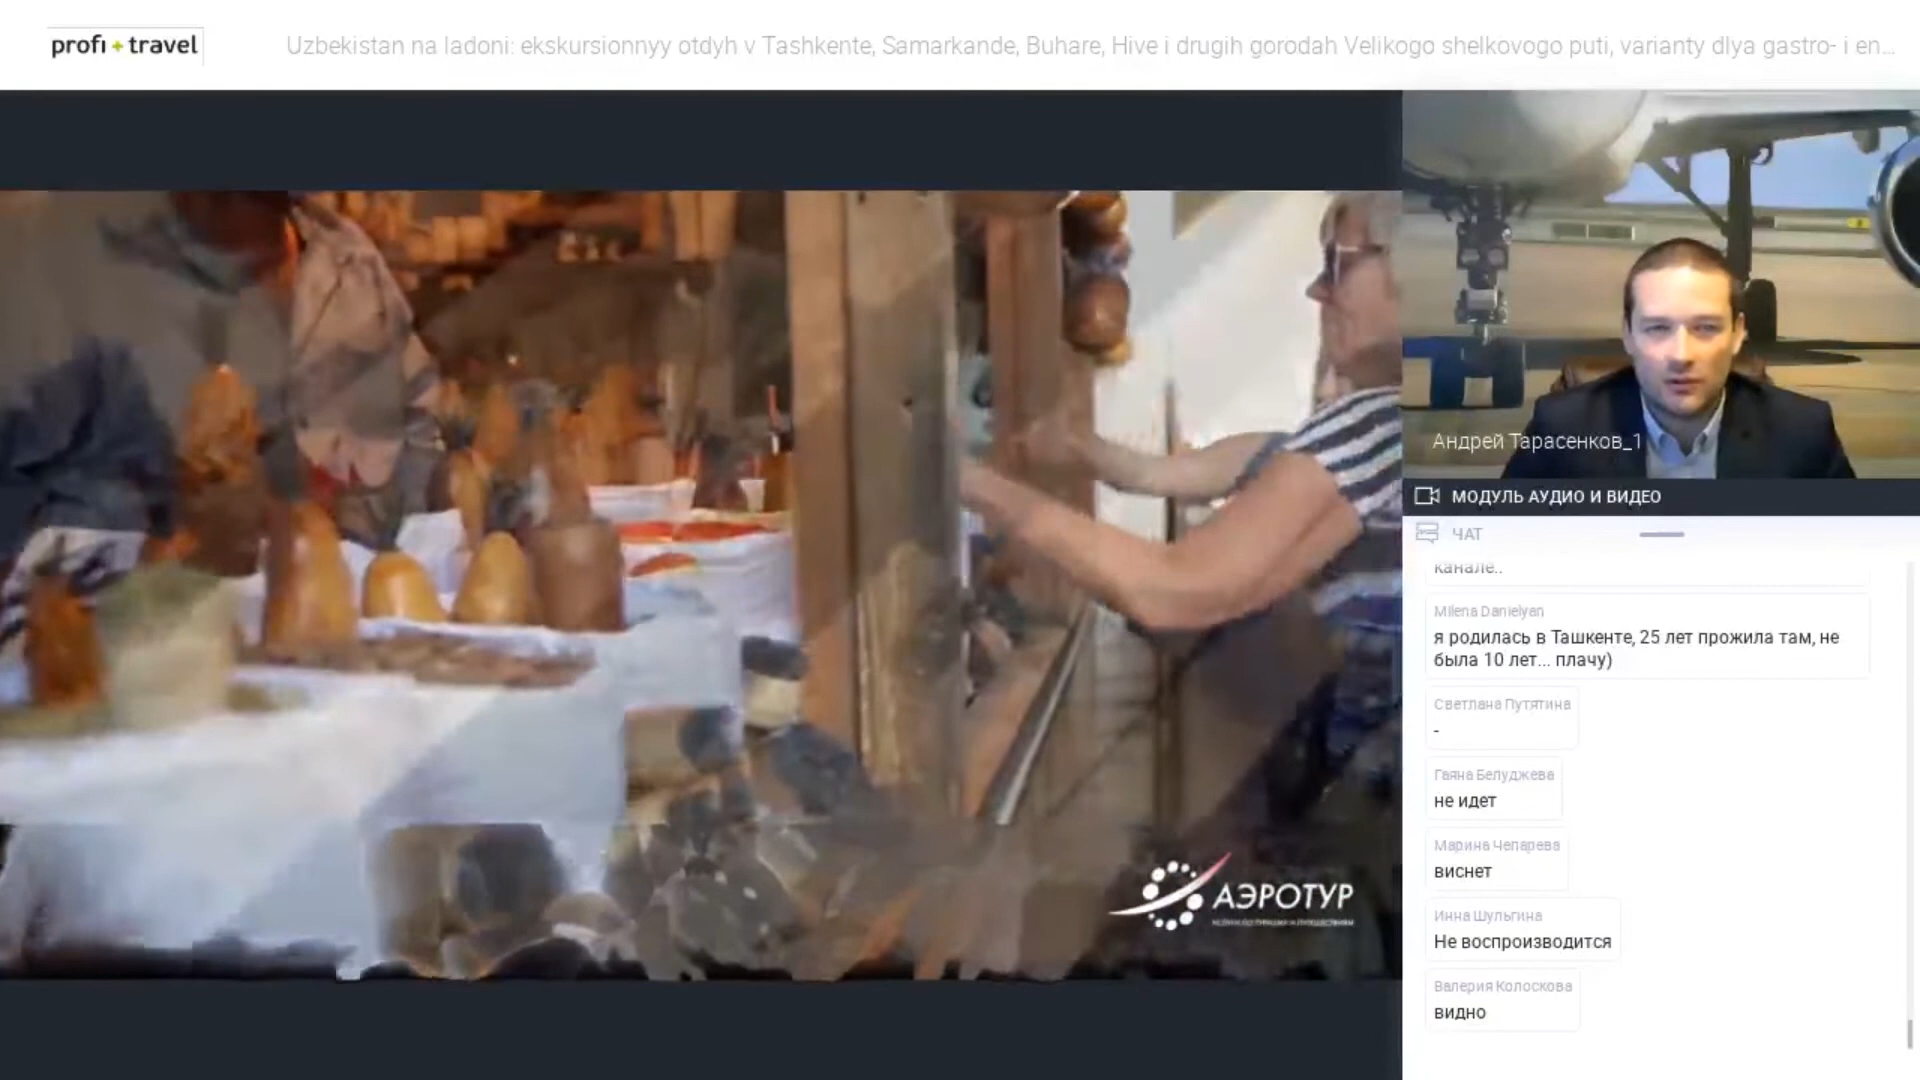 profi travel
Uzbekistan na ladoni: ekskursionnyy otdyh v Tashkente, Samarkande, Buhare, Hive i drugih gorodah Velikogo shelkovogo puti, varianty dlya gastro- i en...
Андрей Тарасенков_1
МОДУЛЬ АУДИО И ВИДЕО
ЧАТ
канале..
Milena Danielyan
я родилась в Ташкенте, 25 лет прожила там, не
была 10 лет... плачу)
Светлана Путятина
-
Гаяна Белуджева
не идет
Марина Чепарева
виснет
Инна Шульгина
Не воспроизводится
Валерия Колоскова
видно
АЭРОТУР